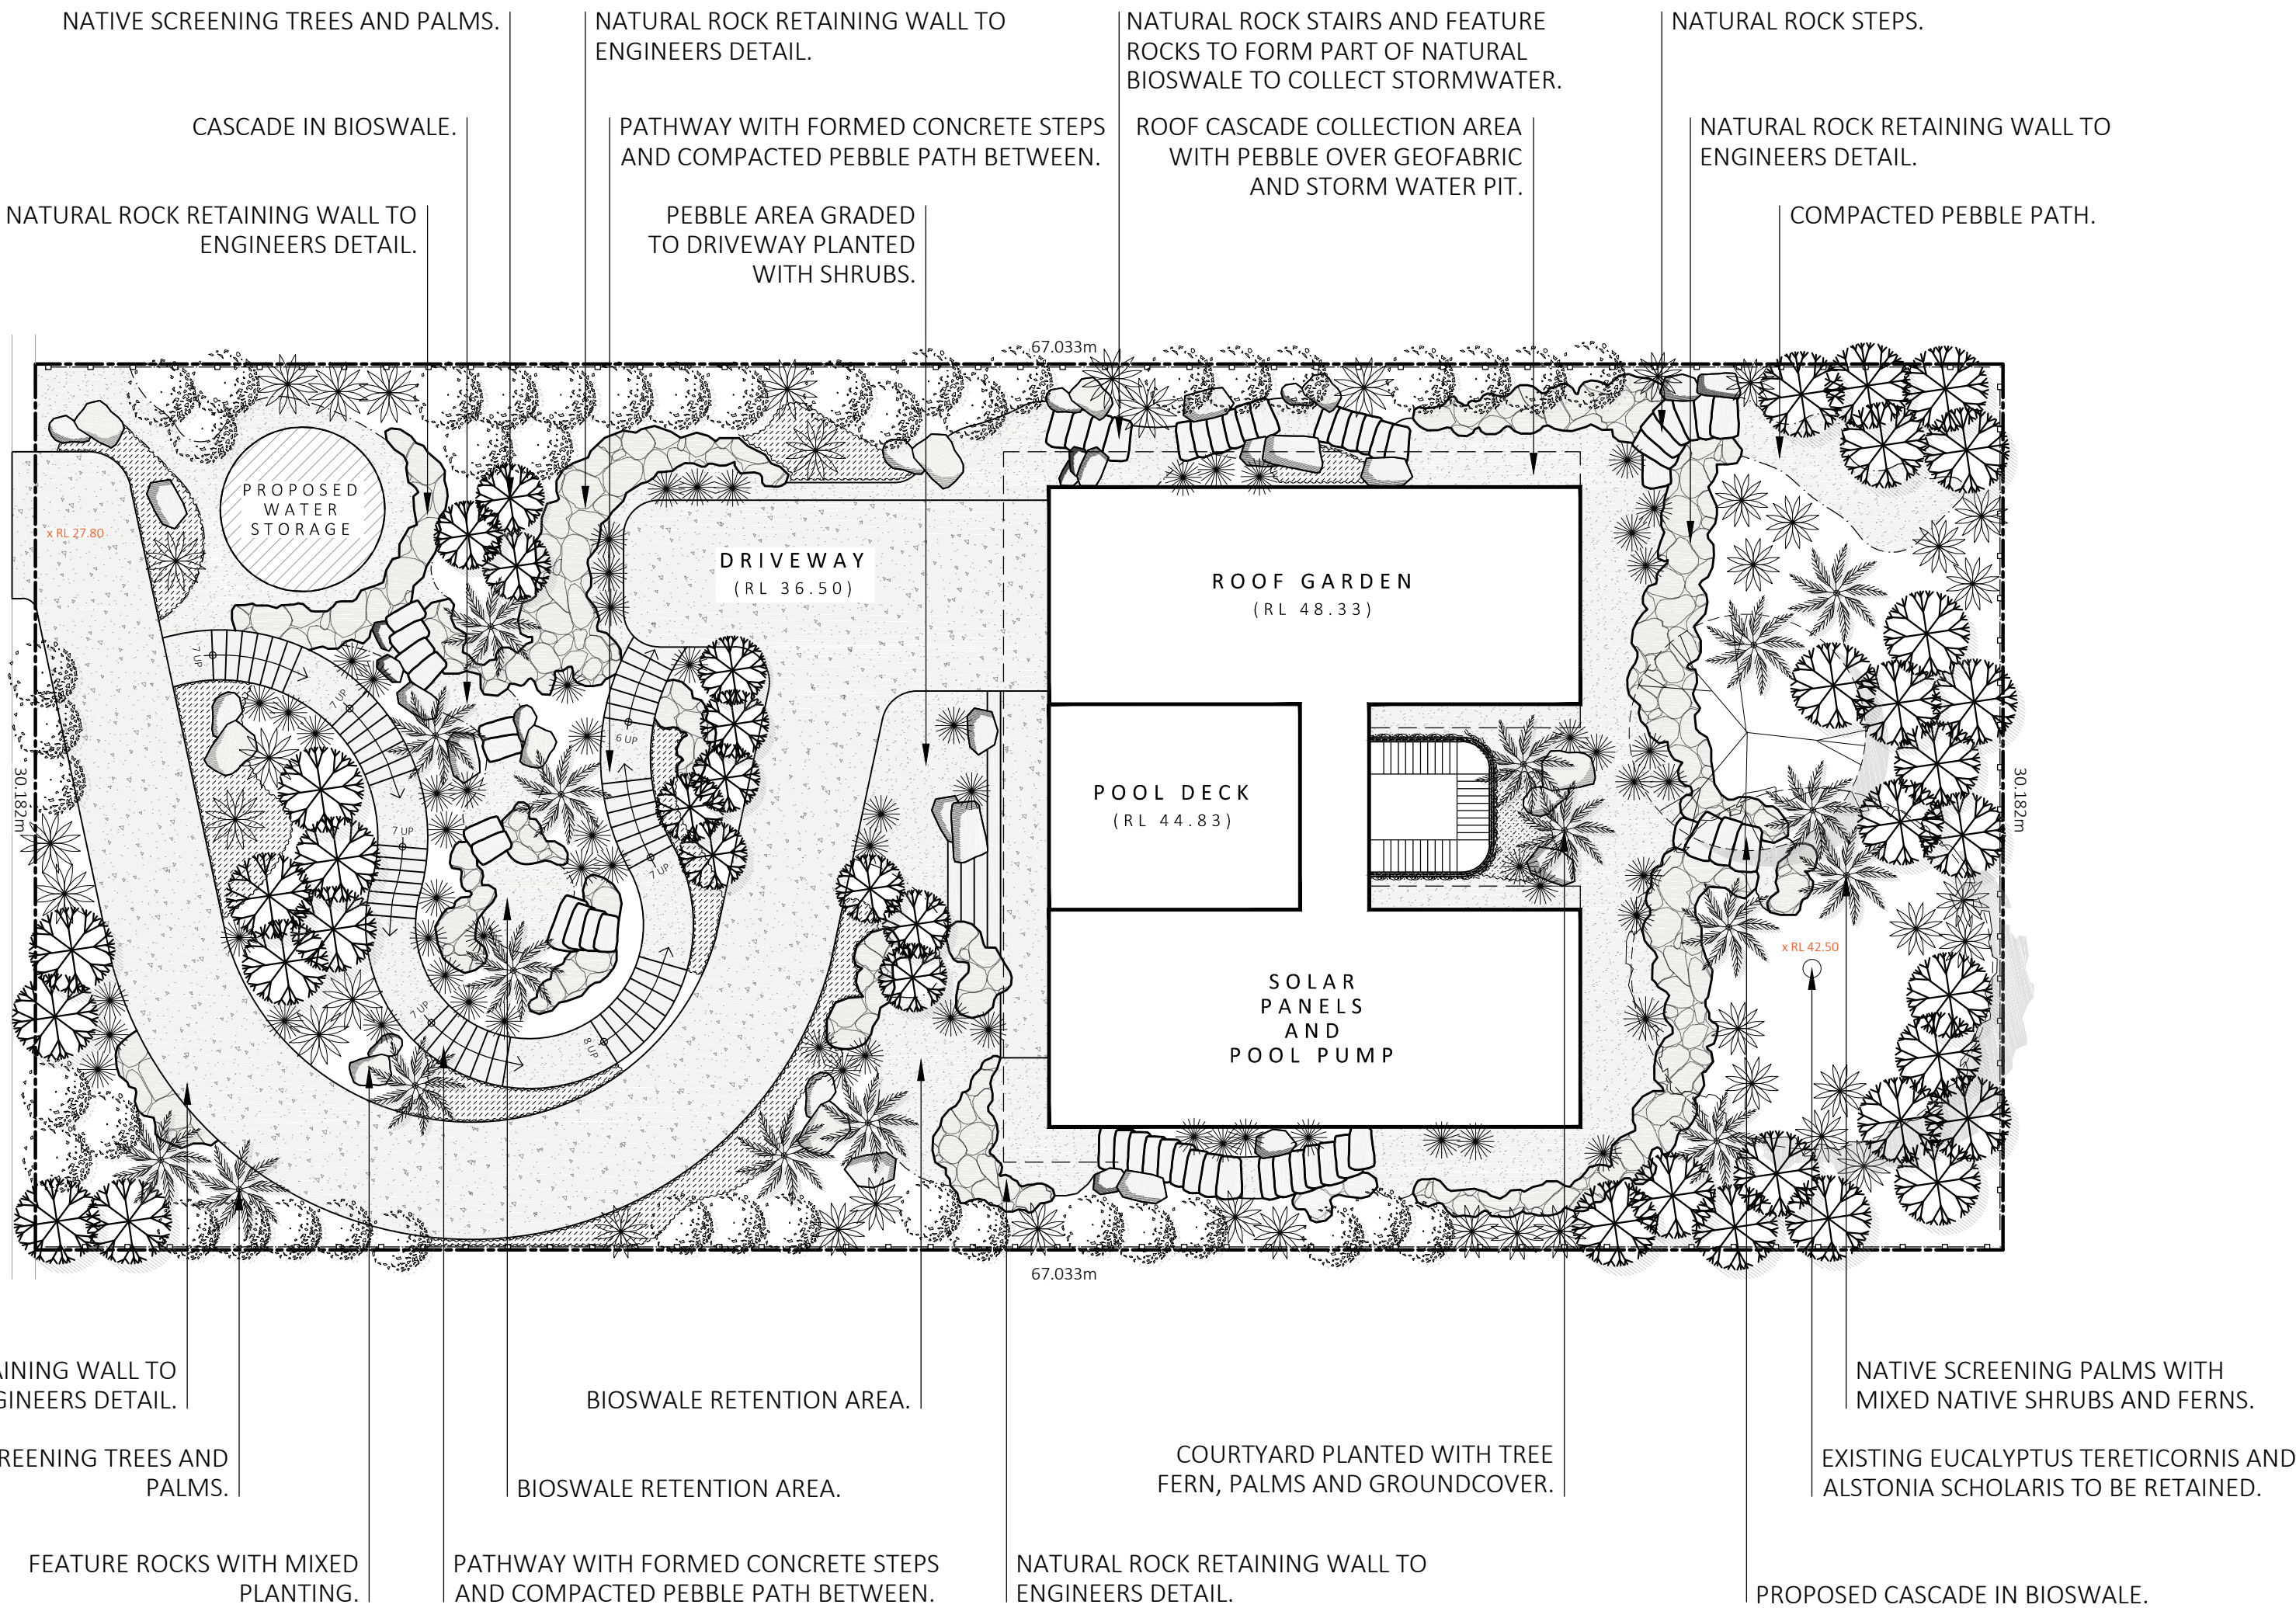 NATIVE SCREENING TREES AND PALMS.
NATURAL ROCK RETAINING WALL TO
ENGINEERS DETAIL.
NATURAL ROCK STAIRS AND FEATURE
ROCKS TO FORM PART OF NATURAL
BIOSWALE TO COLLECT STORMWATER.
NATURAL ROCK STEPS.
CASCADE IN BIOSWALE.
PATHWAY WITH FORMED CONCRETE STEPS
AND COMPACTED PEBBLE PATH BETWEEN.
ROOF CASCADE COLLECTION AREA
WITH PEBBLE OVER GEOFABRIC
AND STORM WATER PIT.
NATURAL ROCK RETAINING WALL TO
ENGINEERS DETAIL.
NATURAL ROCK RETAINING WALL TO
ENGINEERS DETAIL.
PEBBLE AREA GRADED
TO DRIVEWAY PLANTED
WITH SHRUBS.
COMPACTED PEBBLE PATH.
67.033m
PROPOSED
WATER
STORAGE
x RL 27.80
DRIVEWAY
(RL 36.50)
ROOF GARDEN
(RL 48.33)
7 UP
7 UP
6 UP
30.182m
POOL DECK
(RL 44.83)
30.182m
7 UP
7 UP
x RL 42.50
SOLAR
PANELS
AND
POOL PUMP
7 UP
8 UP
67.033m
AINING WALL TO
GINEERS DETAIL.
BIOSWALE RETENTION AREA.
NATIVE SCREENING PALMS WITH
MIXED NATIVE SHRUBS AND FERNS.
REENING TREES AND
PALMS.
BIOSWALE RETENTION AREA.
COURTYARD PLANTED WITH TREE
FERN, PALMS AND GROUNDCOVER.
EXISTING EUCALYPTUS TERETICORNIS AND
ALSTONIA SCHOLARIS TO BE RETAINED.
FEATURE ROCKS WITH MIXED
PLANTING.
PATHWAY WITH FORMED CONCRETE STEPS
AND COMPACTED PEBBLE PATH BETWEEN.
NATURAL ROCK RETAINING WALL TO
ENGINEERS DETAIL.
PROPOSED CASCADE IN BIOSWALE.